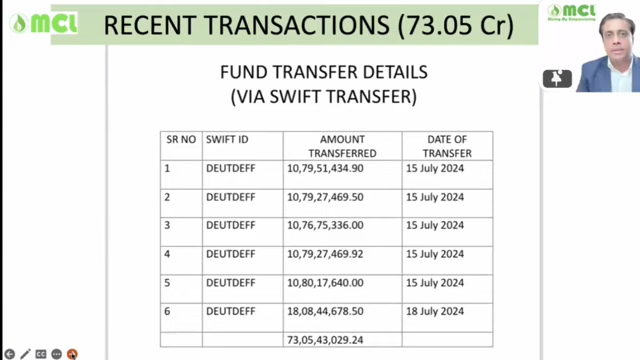 MCL
RECENT TRANSACTIONS (73.05 Cr)
MCL
Rising By Empowering
FUND TRANSFER DETAILS
(VIA SWIFT TRANSFER)
SR NO SWIFT ID AMOUNT TRANSFERRED DATE OF TRANSFER
1 DEUTDEFF 10,79,51,434.90 15 July 2024
2 DEUTDEFF 10,79,27,469.50 15 July 2024
3 DEUTDEFF 10,76,75,336.00 15 July 2024
4 DEUTDEFF 10,79,27,469.92 15 July 2024
5 DEUTDEFF 10,80,17,640.00 15 July 2024
6 DEUTDEFF 18,08,44,678.50 18 July 2024
73,05,43,029.24
CC